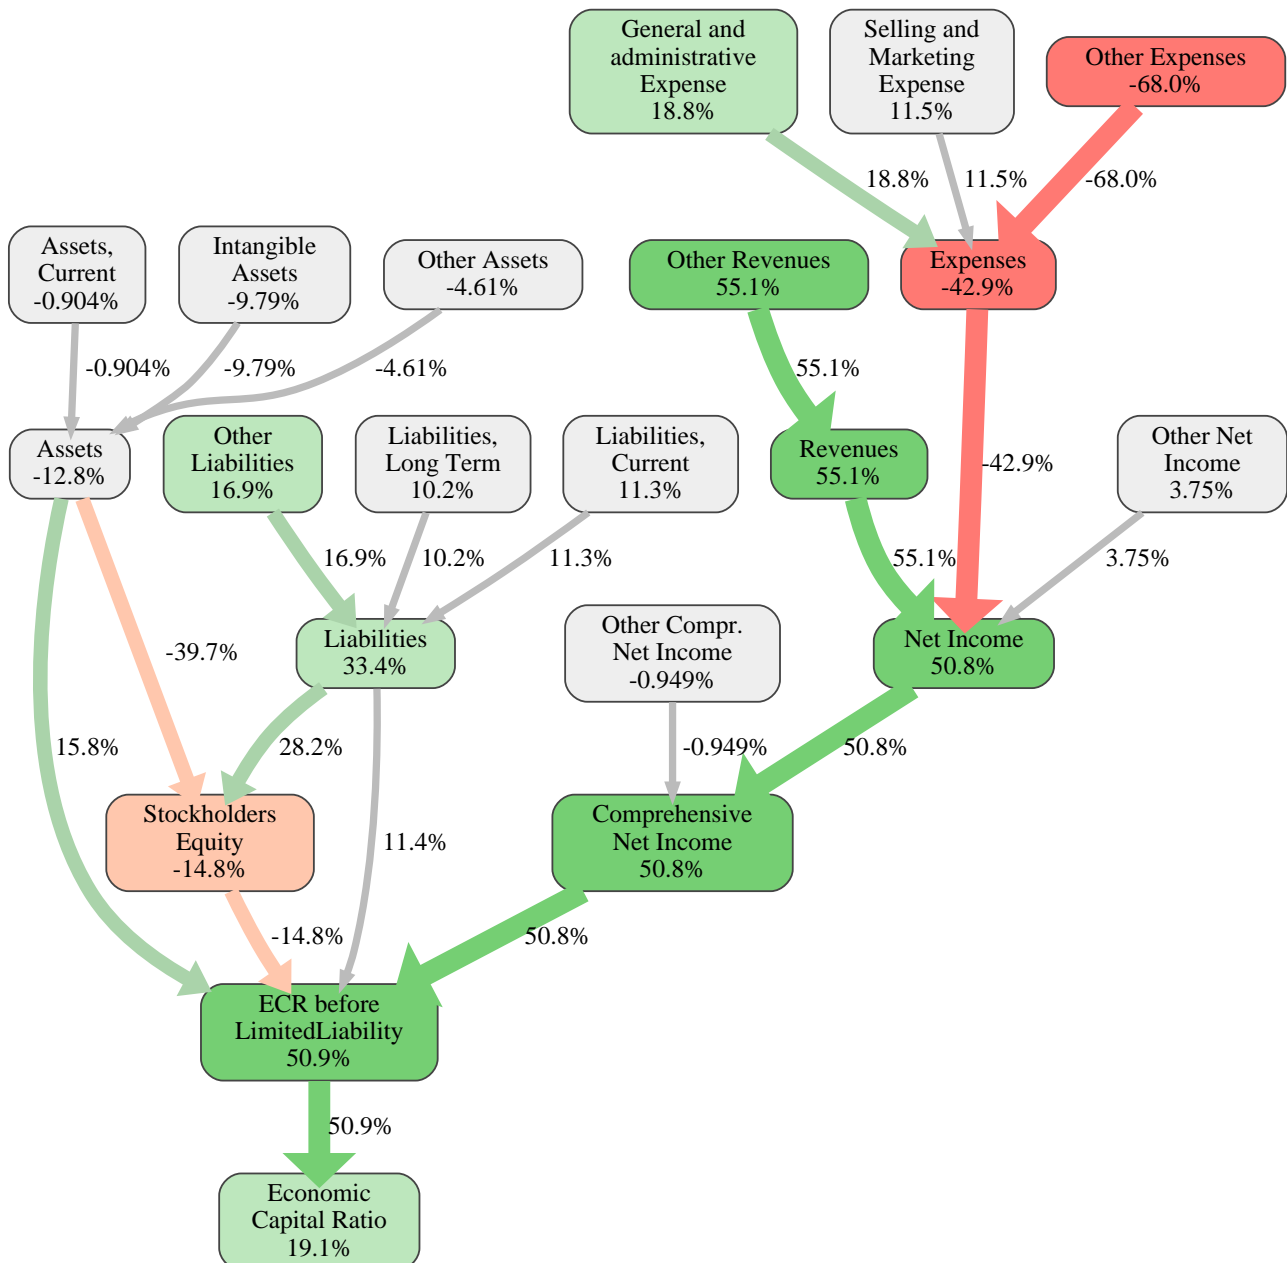 General and
administrative
Expense
18.8%
Selling and
Marketing
Expense
11.5%
Other Expenses
-68.0%
18.8%
11.5%
-68.0%
Assets,
Current
-0.904%
Intangible
Assets
-9.79%
Other Assets
-4.61%
Other Revenues
55.1%
Expenses
-42.9%
-0.904%
-9.79%
-4.61%
55.1%
Assets
-12.8%
Other
Liabilities
16.9%
Liabilities,
Long Term
10.2%
Liabilities,
Current
11.3%
Revenues
55.1%
-42.9%
Other Net
Income
3.75%
16.9%
10.2%
11.3%
55.1%
3.75%
-39.7%
Liabilities
33.4%
Other Compr.
Net Income
-0.949%
Net Income
50.8%
15.8%
28.2%
-0.949%
50.8%
Stockholders
Equity
-14.8%
11.4%
Comprehensive
Net Income
50.8%
-14.8%
50.8%
ECR before
LimitedLiability
50.9%
50.9%
Economic
Capital Ratio
19.1%